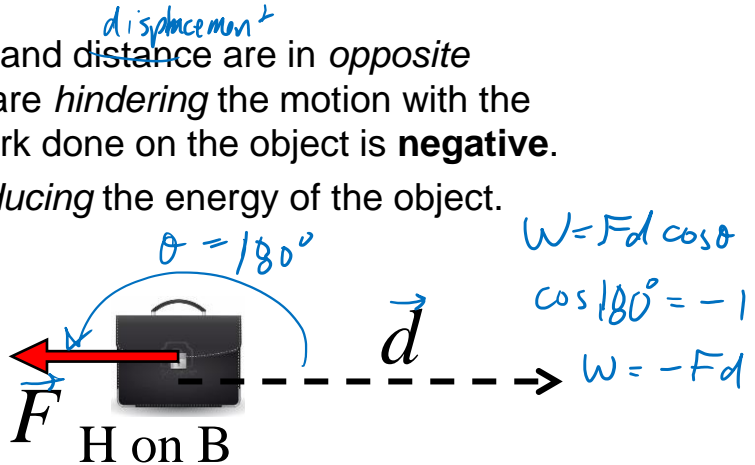 displacement
and distance are in opposite
are hindering the motion with the
rk done on the object is negative.
ducing the energy of the object.
θ = 180°
W = Fd cosθ
cos 180° = -1
d
W = -Fd
F
H on B